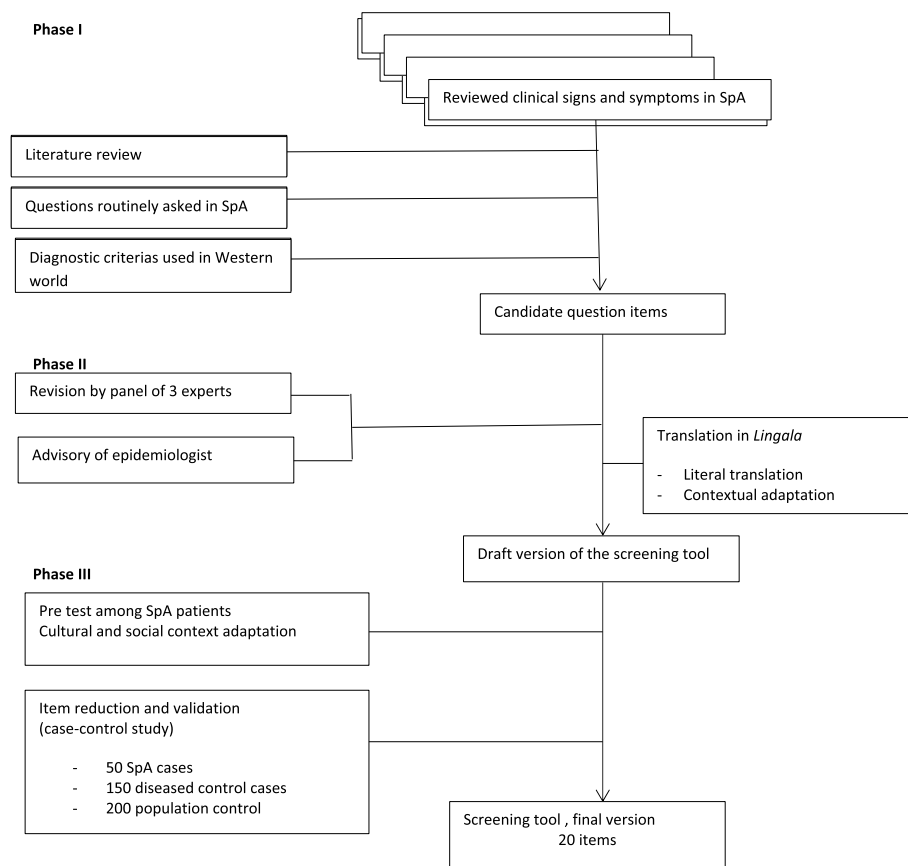 Phase I
Reviewed clinical signs and symptoms in SpA
Literature review
Questions routinely asked in SpA
Diagnostic criterias used in Western
world
Candidate question items
Phase II
Revision by panel of 3 experts
Advisory of epidemiologist
Translation in Lingala
- Literal translation
- Contextual adaptation
Draft version of the screening tool
Phase III
Pre test among SpA patients
Cultural and social context adaptation
Item reduction and validation
(case-control study)
- 50 SpA cases
- 150 diseased control cases
- 200 population control
Screening tool , final version
20 items